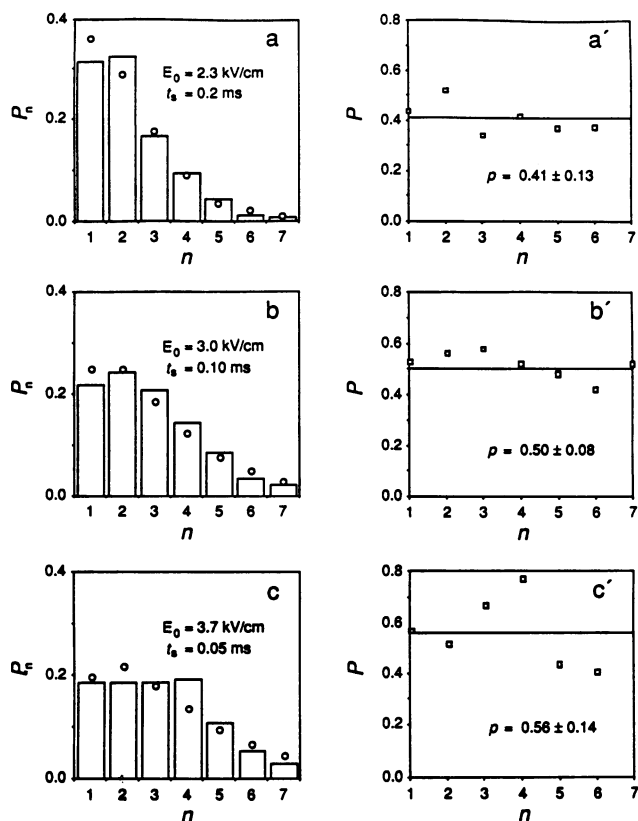 a
0.4
0.2
0.0
Pn
E0 = 2.3 kV/cm
ts = 0.2 ms
1 2 3 4 5 6 7
n
a´
0.8
0.6
0.4
0.2
0.0
P
p = 0.41 ± 0.13
1 2 3 4 5 6 7
n
b
0.4
0.2
0.0
Pn
E0 = 3.0 kV/cm
ts = 0.10 ms
1 2 3 4 5 6 7
n
b´
0.8
0.6
0.4
0.2
0.0
P
p = 0.50 ± 0.08
1 2 3 4 5 6 7
n
c
0.4
0.2
0.0
Pn
E0 = 3.7 kV/cm
ts = 0.05 ms
1 2 3 4 5 6 7
n
c´
0.8
0.6
0.4
0.2
0.0
P
p = 0.56 ± 0.14
1 2 3 4 5 6 7
n